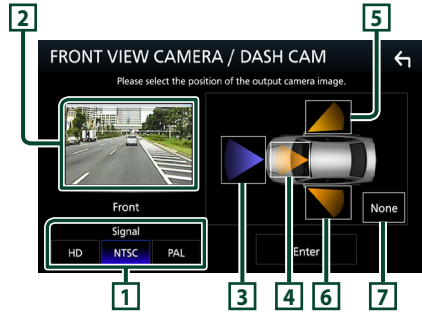 2
5
FRONT VIEW CAMERA / DASH CAM
Please select the position of the output camera image.
Front
None
Signal
HD NTSC PAL
Enter
1
3
4
6
7